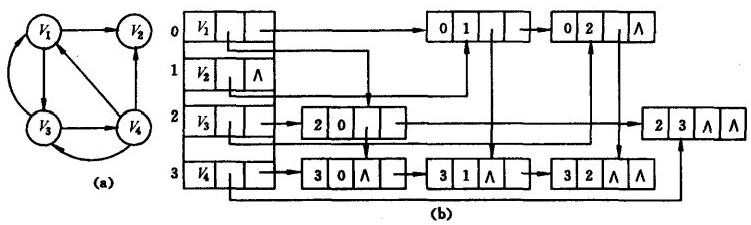 V₁ V₂
V₃ V₄
(a)
0 V₁ 0 1 0 2 ∧
1 V₂ ∧
2 V₃ 2 0 2 3 ∧ ∧
3 V₄ 3 0 ∧ 3 1 ∧ 3 2 ∧ ∧
(b)